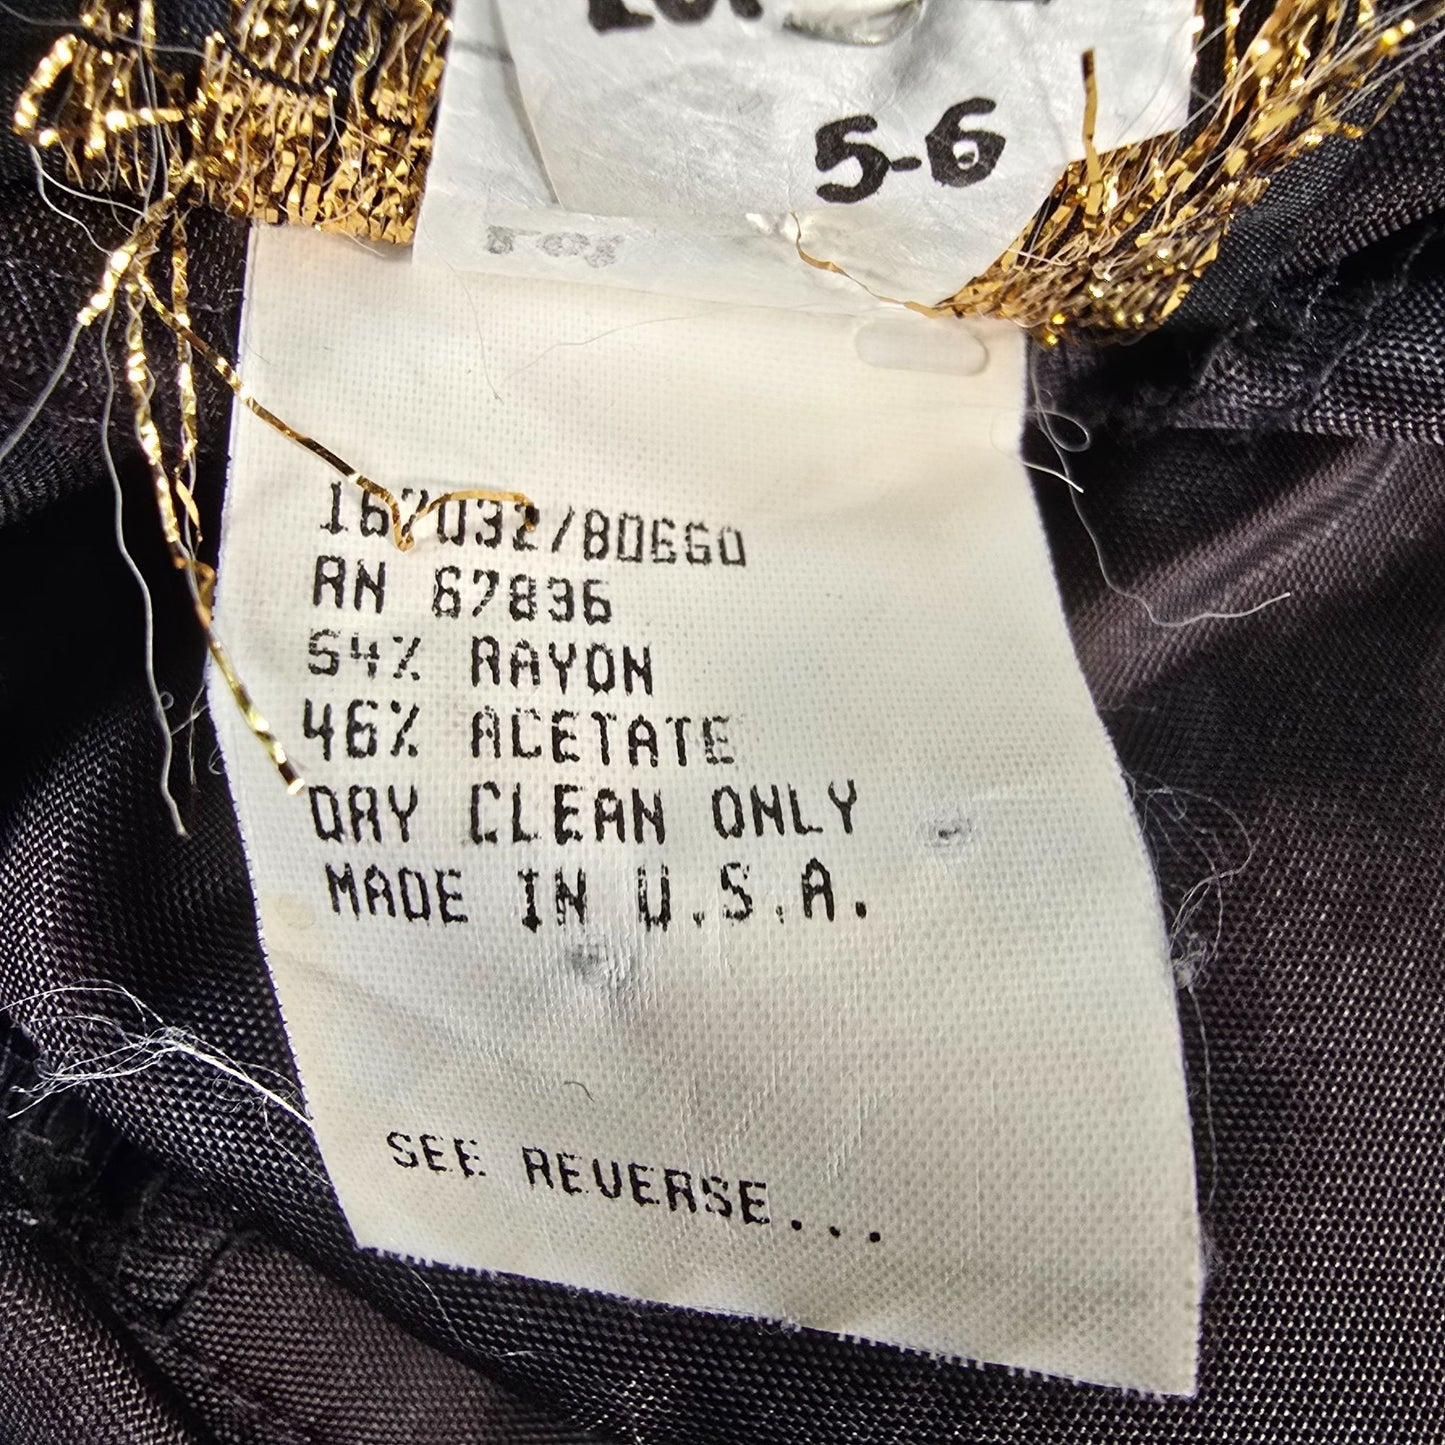 5-6
167032/80660
RN 67836
54% RAYON
46% ACETATE
DRY CLEAN ONLY
MADE IN U.S.A.
SEE REVERSE...